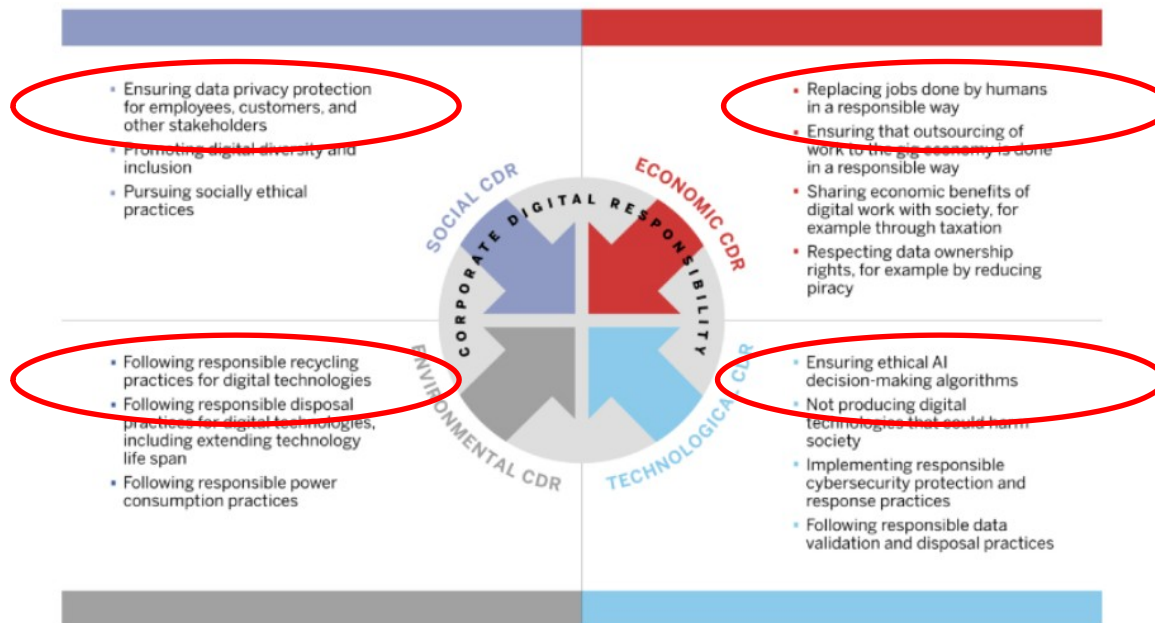 Ensuring data privacy protection
for employees, customers, and
other stakeholders
Promoting digital diversity and
inclusion
Pursuing socially ethical
practices
Replacing jobs done by humans
in a responsible way
Ensuring that outsourcing of
work to the gig economy is done
in a responsible way
Sharing economic benefits of
digital work with society, for
example through taxation
Respecting data ownership
rights, for example by reducing
piracy
SOCIAL CDR
ECONOMIC CDR
CORPORATE DIGITAL RESPONSIBILITY
ENVIRONMENTAL CDR
TECHNOLOGICAL CDR
Following responsible recycling
practices for digital technologies
Following responsible disposal
practices for digital technologies,
including extending technology
life span
Following responsible power
consumption practices
Ensuring ethical AI
decision-making algorithms
Not producing digital
technologies that could harm
society
Implementing responsible
cybersecurity protection and
response practices
Following responsible data
validation and disposal practices